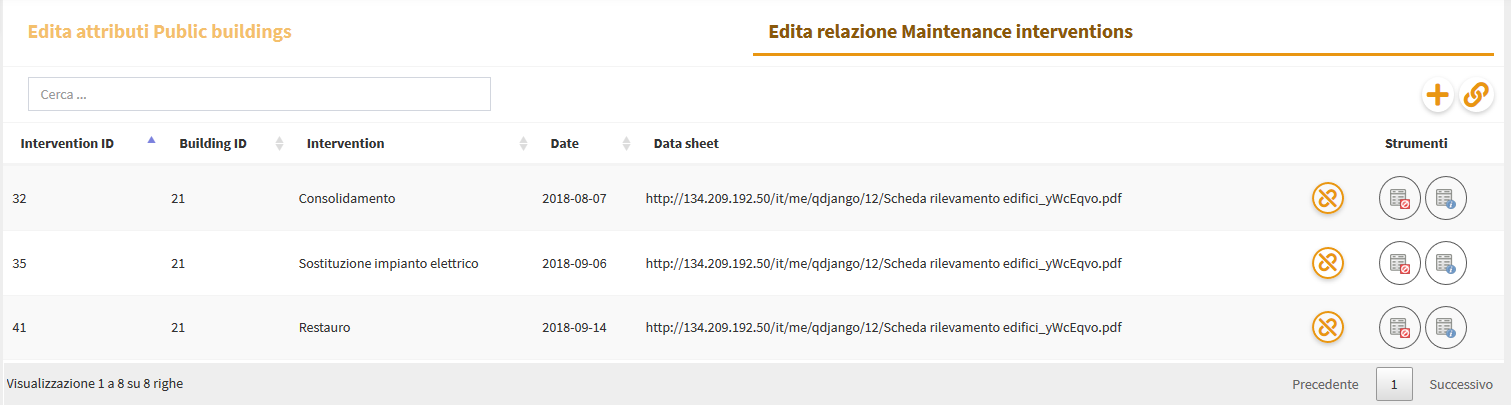 Edita attributi Public buildings Edita relazione Maintenance interventions
Cerca ...
Intervention ID Building ID Intervention Date Data sheet Strumenti
32 21 Consolidamento 2018-08-07 http://134.209.192.50/it/me/qdjango/12/Scheda rilevamento edifici_yWcEqvo.pdf
35 21 Sostituzione impianto elettrico 2018-09-06 http://134.209.192.50/it/me/qdjango/12/Scheda rilevamento edifici_yWcEqvo.pdf
41 21 Restauro 2018-09-14 http://134.209.192.50/it/me/qdjango/12/Scheda rilevamento edifici_yWcEqvo.pdf
Visualizzazione 1 a 8 su 8 righe Precedente 1 Successivo